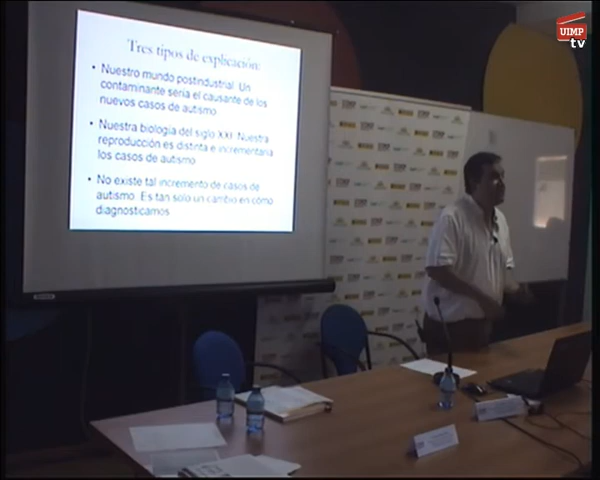 Tres tipos de explicación:
• Nuestro mundo postindustrial. Un
contaminante sería el causante de los
nuevos casos de autismo
• Nuestra biología del siglo XXI. Nuestra
reproducción es distinta e incrementaría
los casos de autismo
• No existe tal incremento de casos de
autismo. Es tan solo un cambio en cómo
diagnosticamos
UIMP
tv